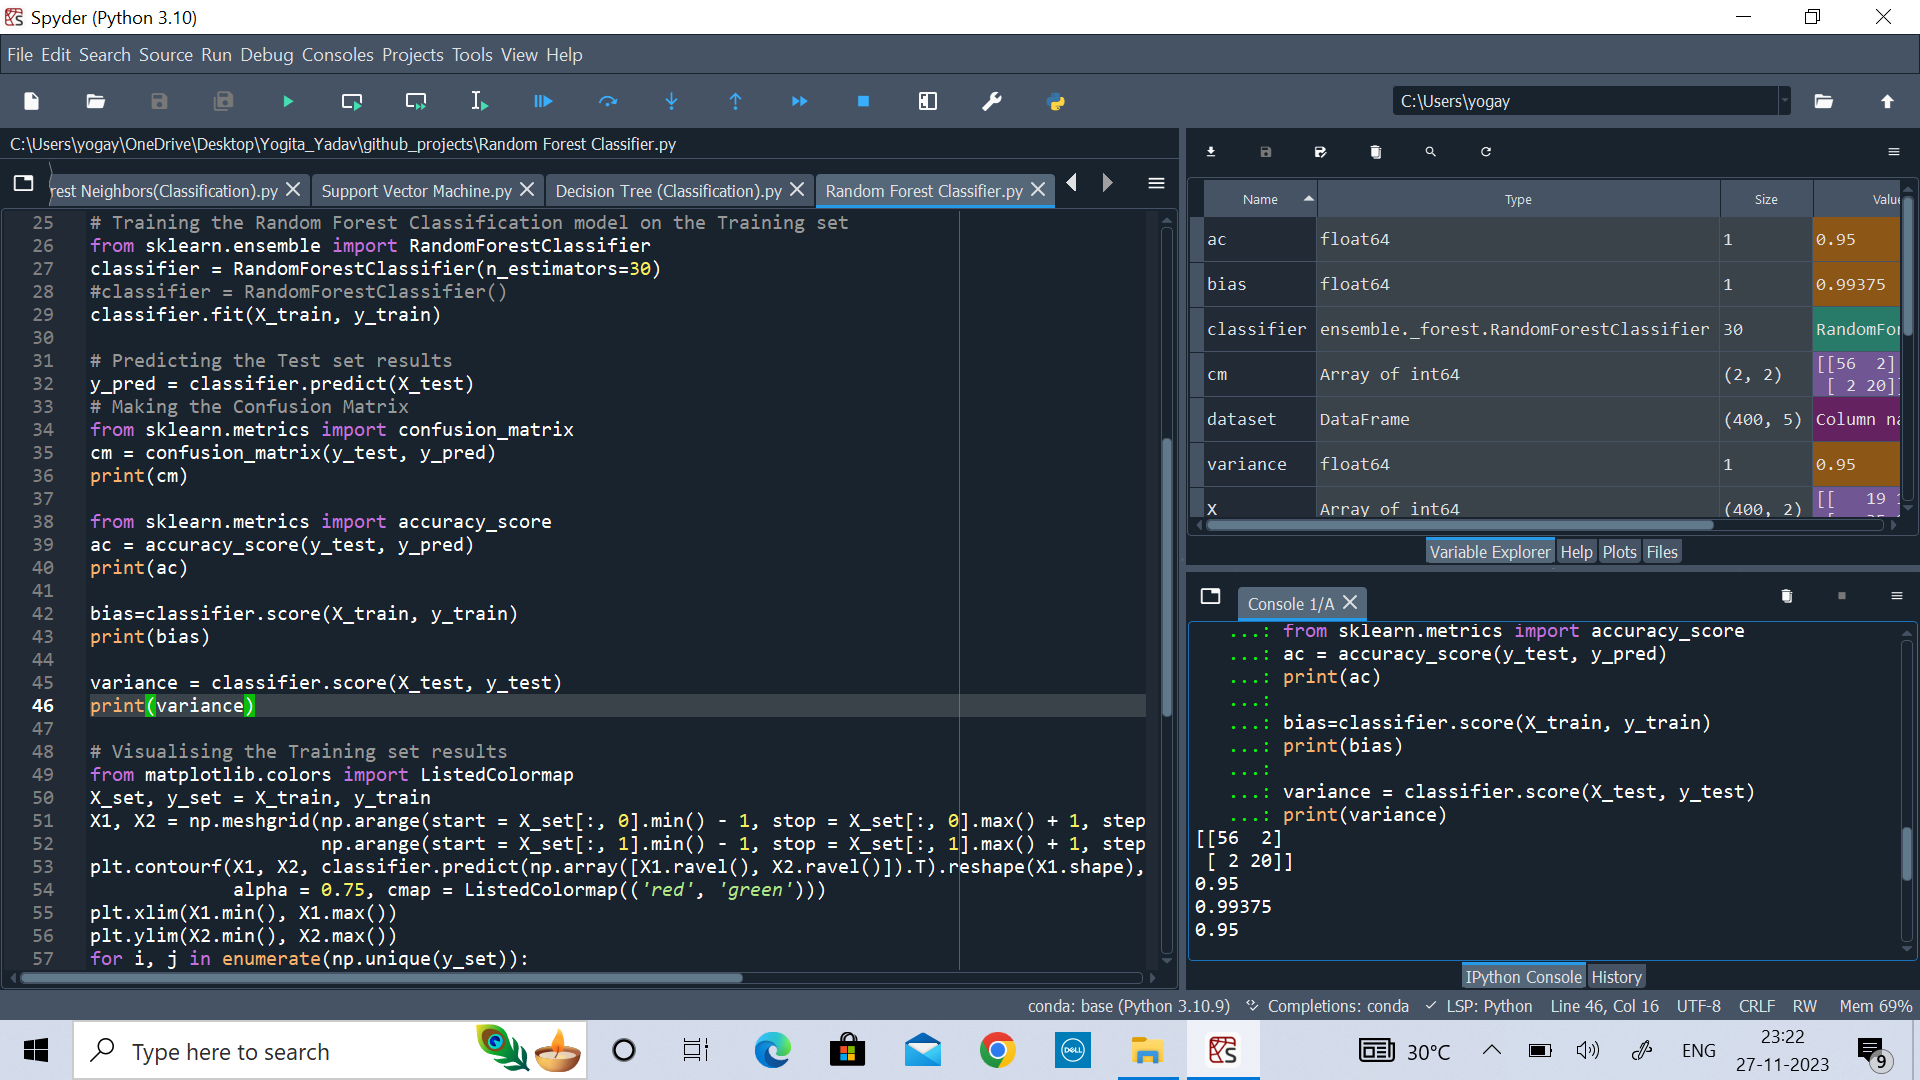 Spyder (Python 3.10)
File Edit Search Source Run Debug Consoles Projects Tools View Help
C:\Users\yogay
C:\Users\yogay\OneDrive\Desktop\Yogita_Yadav\github_projects\Random Forest Classifier.py
rest Neighbors(Classification).py Support Vector Machine.py Decision Tree (Classification).py Random Forest Classifier.py
25 # Training the Random Forest Classification model on the Training set
26 from sklearn.ensemble import RandomForestClassifier
27 classifier = RandomForestClassifier(n_estimators=30)
28 #classifier = RandomForestClassifier()
29 classifier.fit(X_train, y_train)
30
31 # Predicting the Test set results
32 y_pred = classifier.predict(X_test)
33 # Making the Confusion Matrix
34 from sklearn.metrics import confusion_matrix
35 cm = confusion_matrix(y_test, y_pred)
36 print(cm)
37
38 from sklearn.metrics import accuracy_score
39 ac = accuracy_score(y_test, y_pred)
40 print(ac)
41
42 bias=classifier.score(X_train, y_train)
43 print(bias)
44
45 variance = classifier.score(X_test, y_test)
46 print(variance)
47
48 # Visualising the Training set results
49 from matplotlib.colors import ListedColormap
50 X_set, y_set = X_train, y_train
51 X1, X2 = np.meshgrid(np.arange(start = X_set[:, 0].min() - 1, stop = X_set[:, 0].max() + 1, step
52 np.arange(start = X_set[:, 1].min() - 1, stop = X_set[:, 1].max() + 1, step
53 plt.contourf(X1, X2, classifier.predict(np.array([X1.ravel(), X2.ravel()]).T).reshape(X1.shape),
54 alpha = 0.75, cmap = ListedColormap(('red', 'green')))
55 plt.xlim(X1.min(), X1.max())
56 plt.ylim(X2.min(), X2.max())
57 for i, j in enumerate(np.unique(y_set)):
Name Type Size Value
ac float64 1 0.95
bias float64 1 0.99375
classifier ensemble._forest.RandomForestClassifier 30 RandomFor
cm Array of int64 (2, 2) [[56 2]
[ 2 20]]
dataset DataFrame (400, 5) Column na
variance float64 1 0.95
X Array of int64 (400, 2) [[ 19
Variable Explorer Help Plots Files
Console 1/A
...: from sklearn.metrics import accuracy_score
...: ac = accuracy_score(y_test, y_pred)
...: print(ac)
...:
...: bias=classifier.score(X_train, y_train)
...: print(bias)
...:
...: variance = classifier.score(X_test, y_test)
...: print(variance)
[[56 2]
[ 2 20]]
0.95
0.99375
0.95
IPython Console History
conda: base (Python 3.10.9) Completions: conda LSP: Python Line 46, Col 16 UTF-8 CRLF RW Mem 69%
Type here to search
DELL
30°C
ENG
23:22
27-11-2023
9